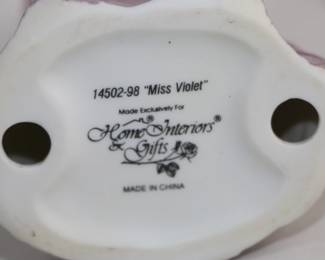 14502-98 "Miss Violet"
Made Exclusively For
Home Interiors®
& Gifts
MADE IN CHINA